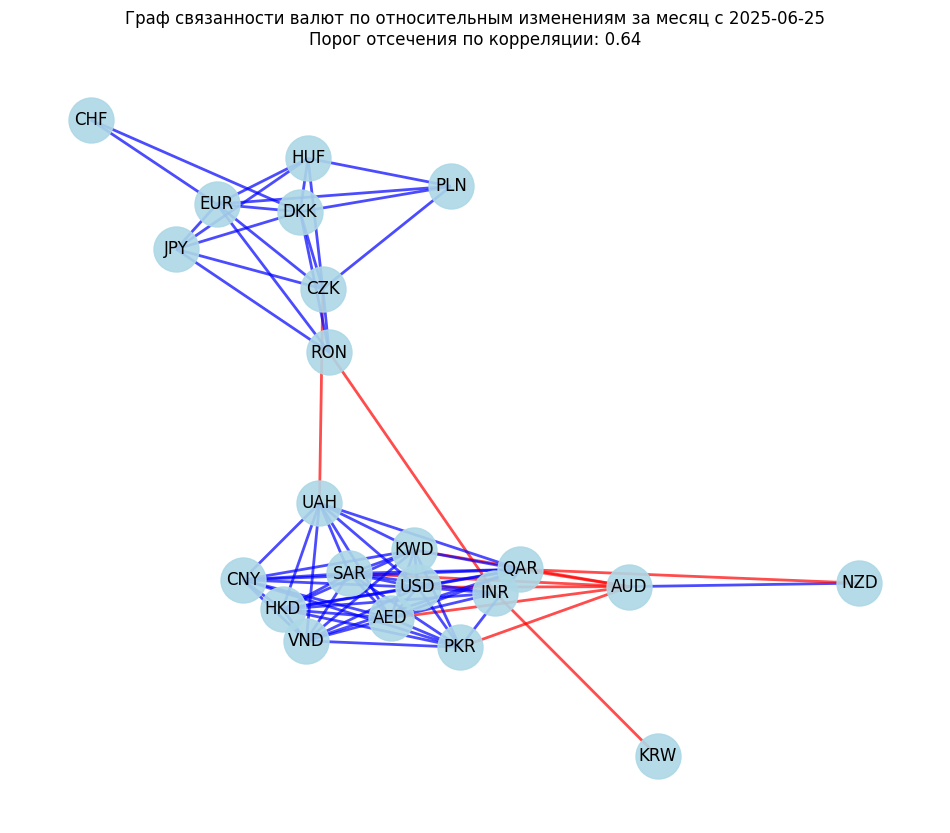 Граф связанности валют по относительным изменениям за месяц с 2025-06-25
Порог отсечения по корреляции: 0.64
CHF
HUF
PLN
EUR
DKK
JPY
CZK
RON
UAH
KWD
QAR
SAR
CNY
USD
AUD
NZD
INR
HKD
AED
VND
PKR
KRW